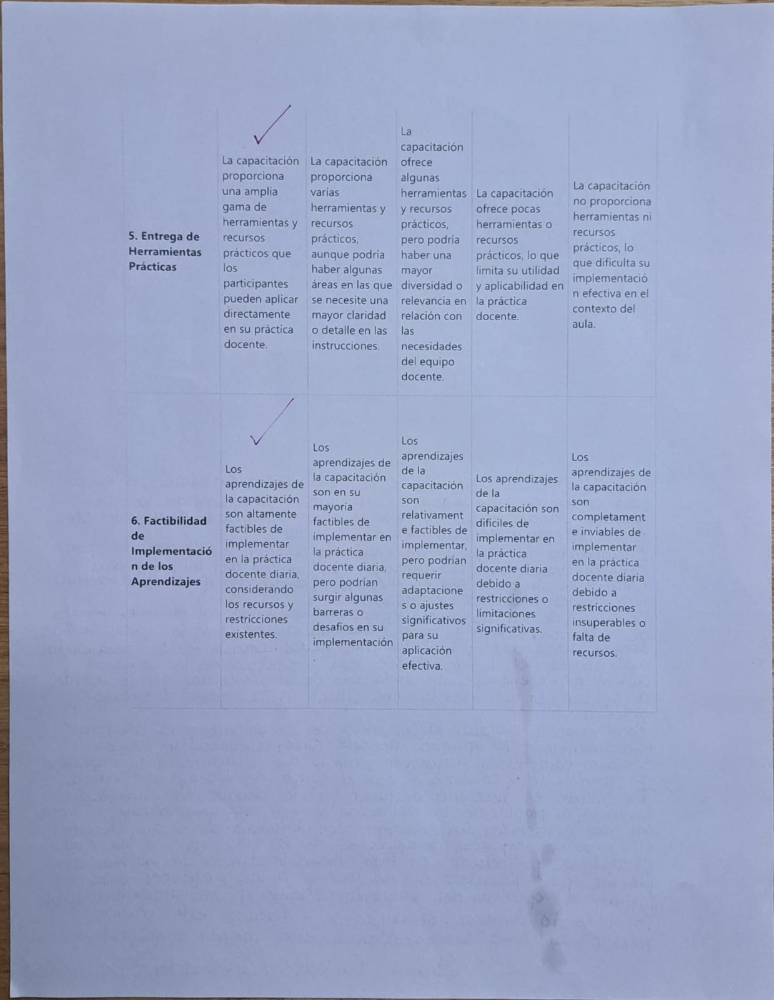 5. Entrega de
Herramientas
Prácticas
La capacitación
proporciona
una amplia
gama de
herramientas y
recursos
prácticos que
los
participantes
pueden aplicar
directamente
en su práctica
docente.
La capacitación
proporciona
varias
herramientas y
recursos
prácticos,
aunque podría
haber algunas
áreas en las que
se necesite una
mayor claridad
o detalle en las
instrucciones.
La
capacitación
ofrece
algunas
herramientas
y recursos
prácticos,
pero podría
haber una
mayor
diversidad o
relevancia en
relación con
las
necesidades
del equipo
docente.
La capacitación
ofrece pocas
herramientas o
recursos
prácticos, lo que
limita su utilidad
y aplicabilidad en
la práctica
docente.
La capacitación
no proporciona
herramientas ni
recursos
prácticos, lo
que dificulta su
implementació
n efectiva en el
contexto del
aula.
6. Factibilidad
de
Implementació
n de los
Aprendizajes
Los
aprendizajes de
la capacitación
son altamente
factibles de
implementar
en la práctica
docente diaria,
considerando
los recursos y
restricciones
existentes.
Los
aprendizajes de
la capacitación
son en su
mayoría
factibles de
implementar en
la práctica
docente diaria,
pero podrían
surgir algunas
barreras o
desafíos en su
implementación
.
Los
aprendizajes
de la
capacitación
son
relativament
e factibles de
implementar,
pero podrían
requerir
adaptacione
s o ajustes
significativos
para su
aplicación
efectiva.
Los aprendizajes
de la
capacitación son
difíciles de
implementar en
la práctica
docente diaria
debido a
restricciones o
limitaciones
significativas.
Los
aprendizajes de
la capacitación
son
completament
e inviables de
implementar
en la práctica
docente diaria
debido a
restricciones
insuperables o
falta de
recursos.